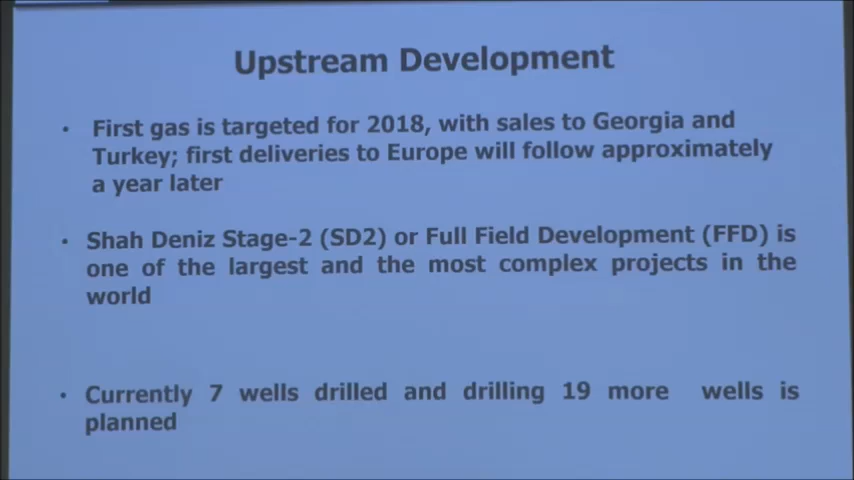 Upstream Development
• First gas is targeted for 2018, with sales to Georgia and
Turkey; first deliveries to Europe will follow approximately
a year later
• Shah Deniz Stage-2 (SD2) or Full Field Development (FFD) is
one of the largest and the most complex projects in the
world
• Currently 7 wells drilled and drilling 19 more wells is
planned